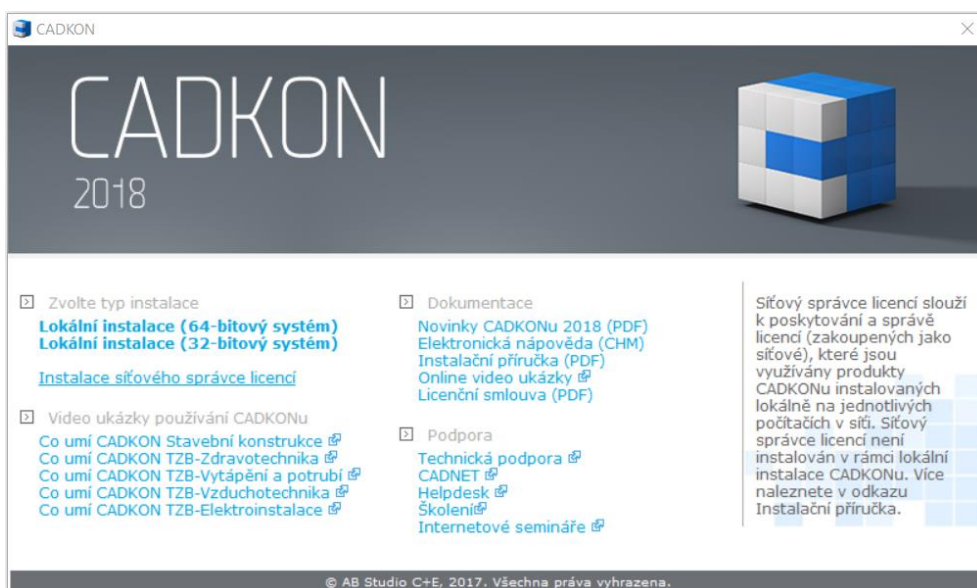 CADKON
CADKON
2018
Zvolte typ instalace
Lokální instalace (64-bitový systém)
Lokální instalace (32-bitový systém)
Instalace síťového správce licencí
Video ukázky používání CADKONu
Co umí CADKON Stavební konstrukce
Co umí CADKON TZB-Zdravotechnika
Co umí CADKON TZB-Vytápění a potrubí
Co umí CADKON TZB-Vzduchotechnika
Co umí CADKON TZB-Elektroinstalace
Dokumentace
Novinky CADKONu 2018 (PDF)
Elektronická nápověda (CHM)
Instalační příručka (PDF)
Online video ukázky
Licenční smlouva (PDF)
Podpora
Technická podpora
CADNET
Helpdesk
Školení
Internetové semináře
Síťový správce licencí slouží
k poskytování a správě
licencí (zakoupených jako
síťové), které jsou
využívány produkty
CADKONu instalovaných
lokálně na jednotlivých
počítačích v síti. Síťový
správce licencí není
instalován v rámci lokální
instalace CADKONu. Více
naleznete v odkazu
Instalační příručka.
© AB Studio C+E, 2017. Všechna práva vyhrazena.